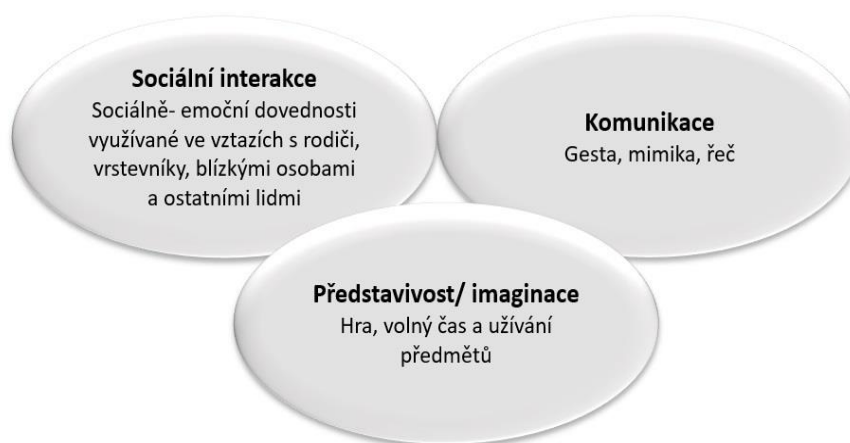 Sociální interakce
Sociálně- emoční dovednosti
využívané ve vztazích s rodiči,
vrstevníky, blízkými osobami
a ostatními lidmi
Komunikace
Gesta, mimika, řeč
Představivost/ imaginace
Hra, volný čas a užívání
předmětů